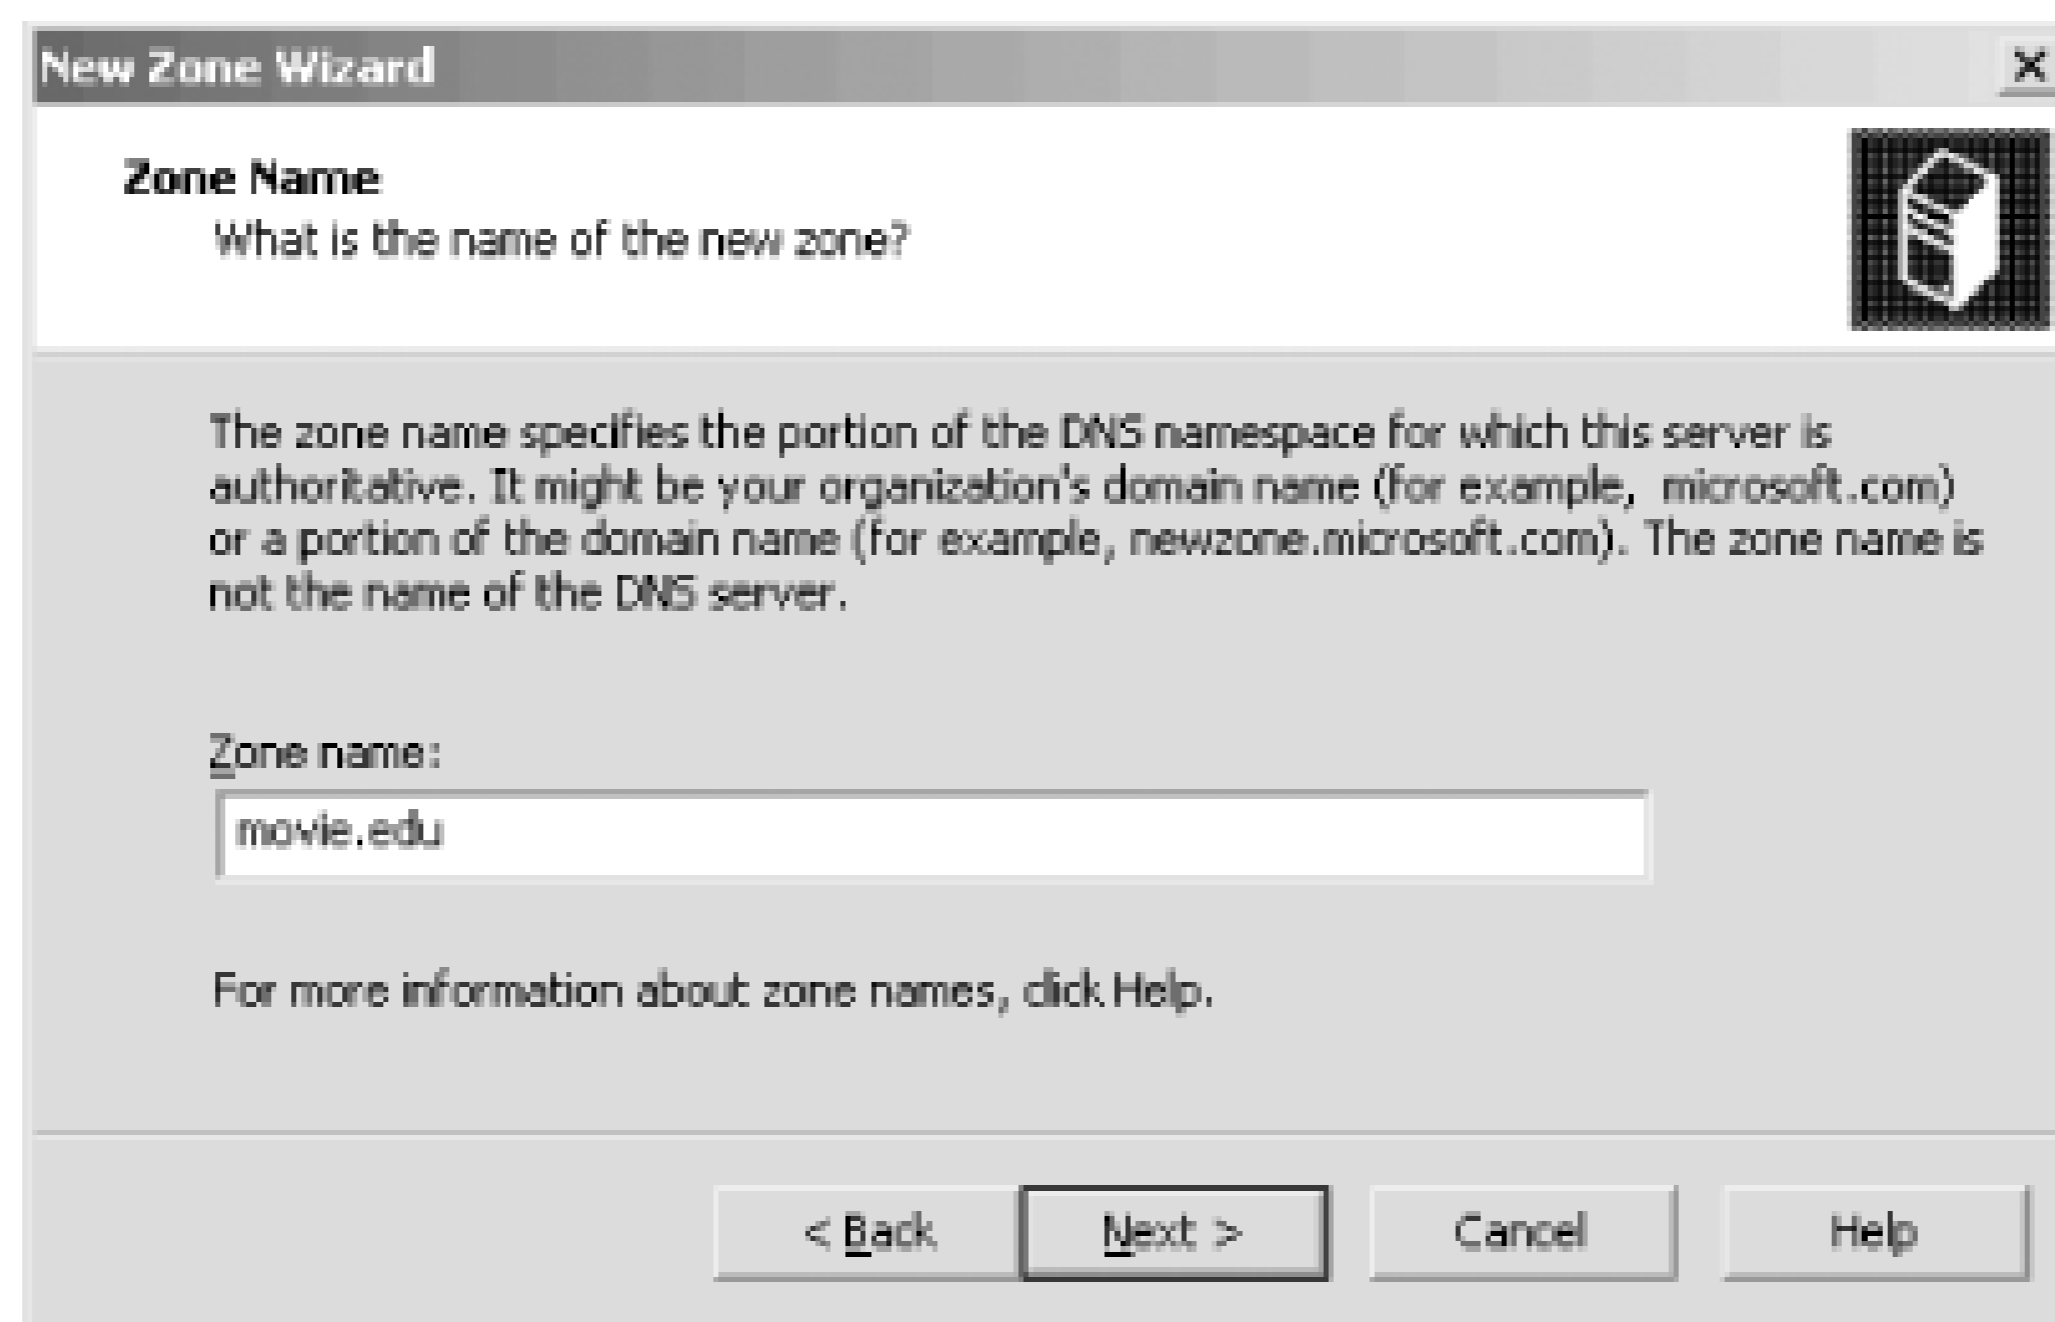 New Zone Wizard
Zone Name
What is the name of the new zone?
The zone name specifies the portion of the DNS namespace for which this server is
authoritative. It might be your organization's domain name (for example, microsoft.com)
or a portion of the domain name (for example, newzone.microsoft.com). The zone name is
not the name of the DNS server.
Zone name:
movie.edu
For more information about zone names, click Help.
< Back Next > Cancel Help